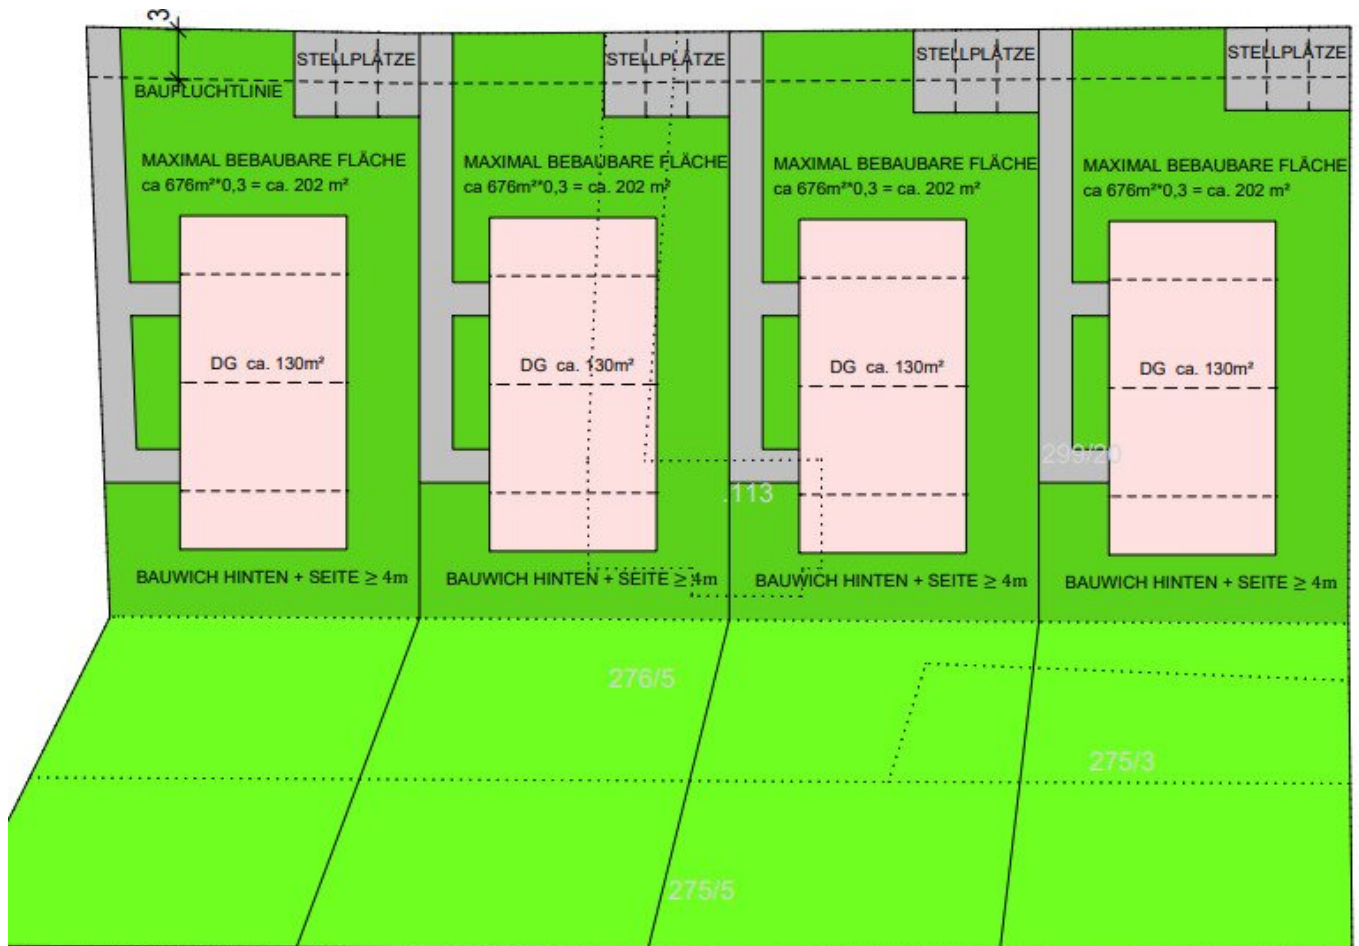 3
STELLPLÄTZE
STELLPLÄTZE
STELLPLÄTZE
STELLPLÄTZE
BAUFLUCHTLINIE
MAXIMAL BEBAUBARE FLÄCHE
ca 676m²*0,3 = ca. 202 m²
MAXIMAL BEBAUBARE FLÄCHE
ca 676m²*0,3 = ca. 202 m²
MAXIMAL BEBAUBARE FLÄCHE
ca 676m²*0,3 = ca. 202 m²
MAXIMAL BEBAUBARE FLÄCHE
ca 676m²*0,3 = ca. 202 m²
DG ca. 130m²
DG ca. 130m²
DG ca. 130m²
DG ca. 130m²
299/20
.113
BAUWICH HINTEN + SEITE ≥ 4m
BAUWICH HINTEN + SEITE ≥ 4m
BAUWICH HINTEN + SEITE ≥ 4m
BAUWICH HINTEN + SEITE ≥ 4m
276/5
275/3
275/5